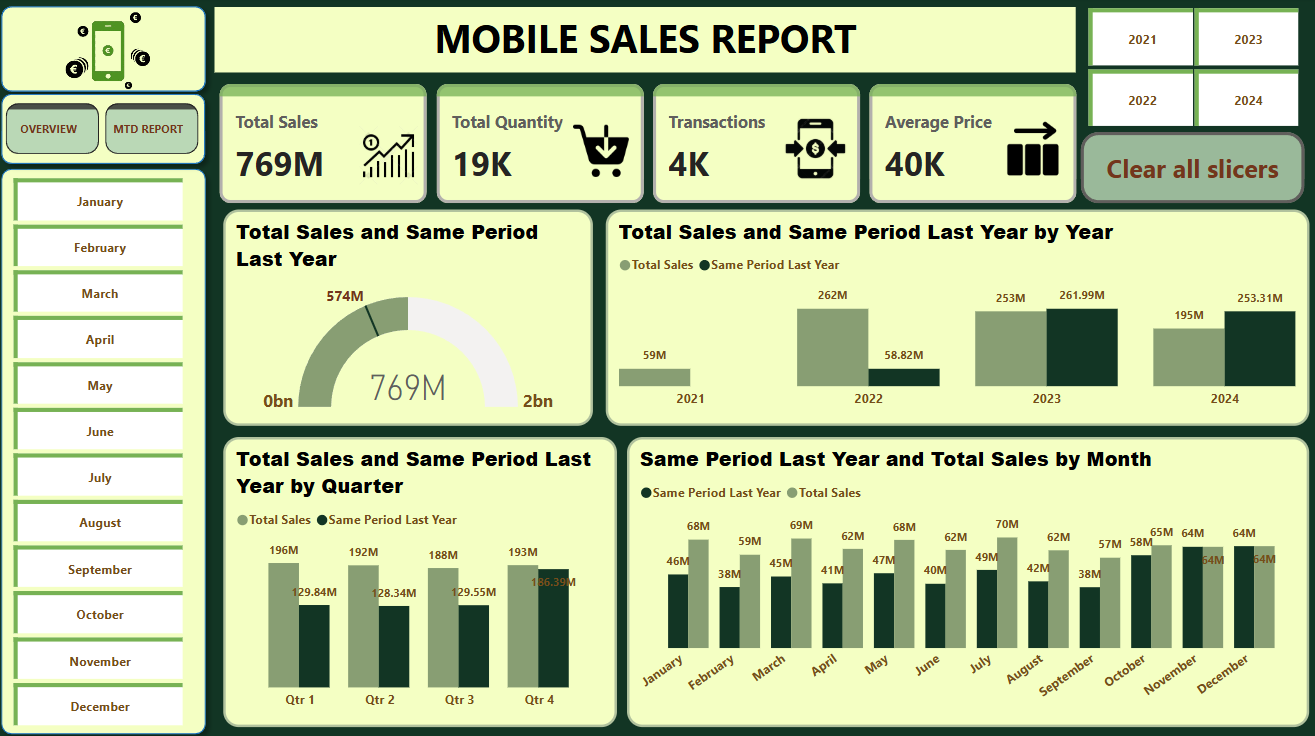 MOBILE SALES REPORT
2021
2023
2022
2024
Clear all slicers
OVERVIEW
MTD REPORT
January
February
March
April
May
June
July
August
September
October
November
December
Total Sales
769M
Total Quantity
19K
Transactions
4K
Average Price
40K
Total Sales and Same Period
Last Year
574M
769M
0bn
2bn
Total Sales and Same Period Last Year by Year
Total Sales Same Period Last Year
59M
262M
58.82M
253M
261.99M
195M
253.31M
2021
2022
2023
2024
Total Sales and Same Period Last
Year by Quarter
Total Sales Same Period Last Year
196M
129.84M
192M
128.34M
188M
129.55M
193M
186.39M
Qtr 1
Qtr 2
Qtr 3
Qtr 4
Same Period Last Year and Total Sales by Month
Same Period Last Year Total Sales
46M
68M
38M
59M
45M
69M
41M
62M
47M
68M
40M
62M
49M
70M
42M
62M
38M
57M
58M
65M
64M
64M
64M
64M
January
February
March
April
May
June
July
August
September
October
November
December